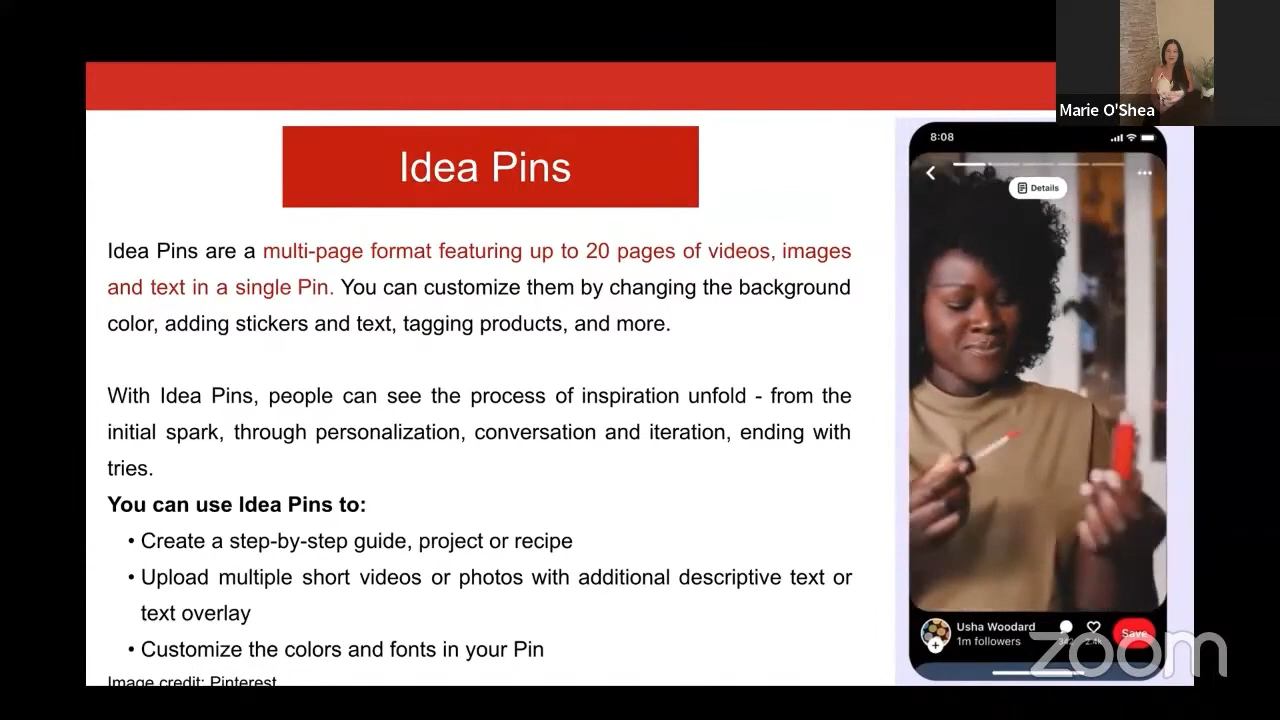 Marie O'Shea
Idea Pins
Idea Pins are a multi-page format featuring up to 20 pages of videos, images
and text in a single Pin. You can customize them by changing the background
color, adding stickers and text, tagging products, and more.
With Idea Pins, people can see the process of inspiration unfold - from the
initial spark, through personalization, conversation and iteration, ending with
tries.
You can use Idea Pins to:
• Create a step-by-step guide, project or recipe
• Upload multiple short videos or photos with additional descriptive text or
text overlay
• Customize the colors and fonts in your Pin
Image credit: Pinterest
8:08
Details
Usha Woodard
1m followers
Save
zoom